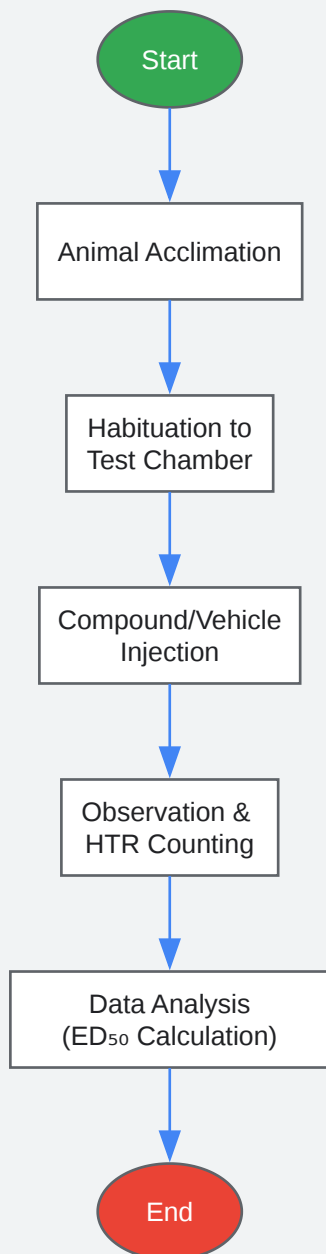 Start
Animal Acclimation
Habituation to
Test Chamber
Compound/Vehicle
Injection
Observation &
HTR Counting
Data Analysis
(ED₅₀ Calculation)
End